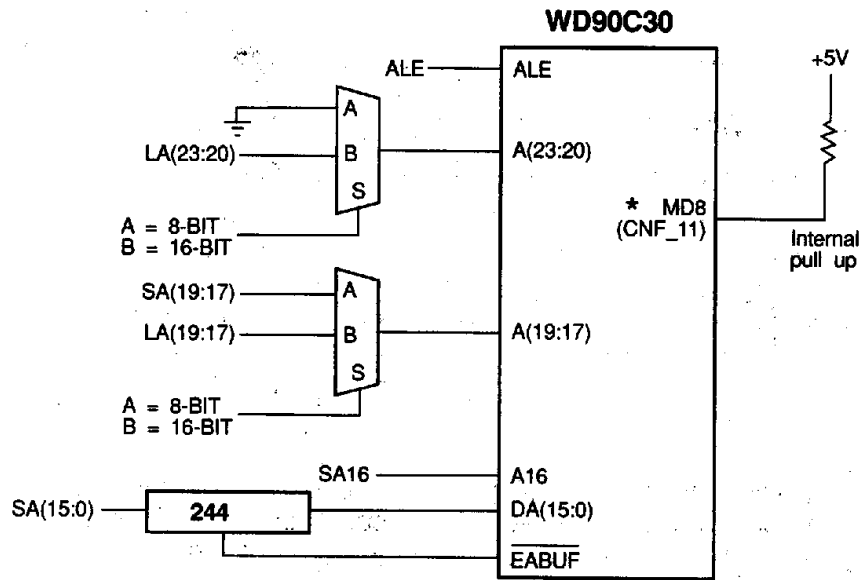 WD90C30
ALE
ALE
+5V
A
LA(23:20)
B
A(23:20)
S
* MD8
(CNF_11)
A = 8-BIT
B = 16-BIT
Internal
pull up
SA(19:17)
A
LA(19:17)
B
A(19:17)
S
A = 8-BIT
B = 16-BIT
SA16
A16
SA(15:0)
244
DA(15:0)
EABUF